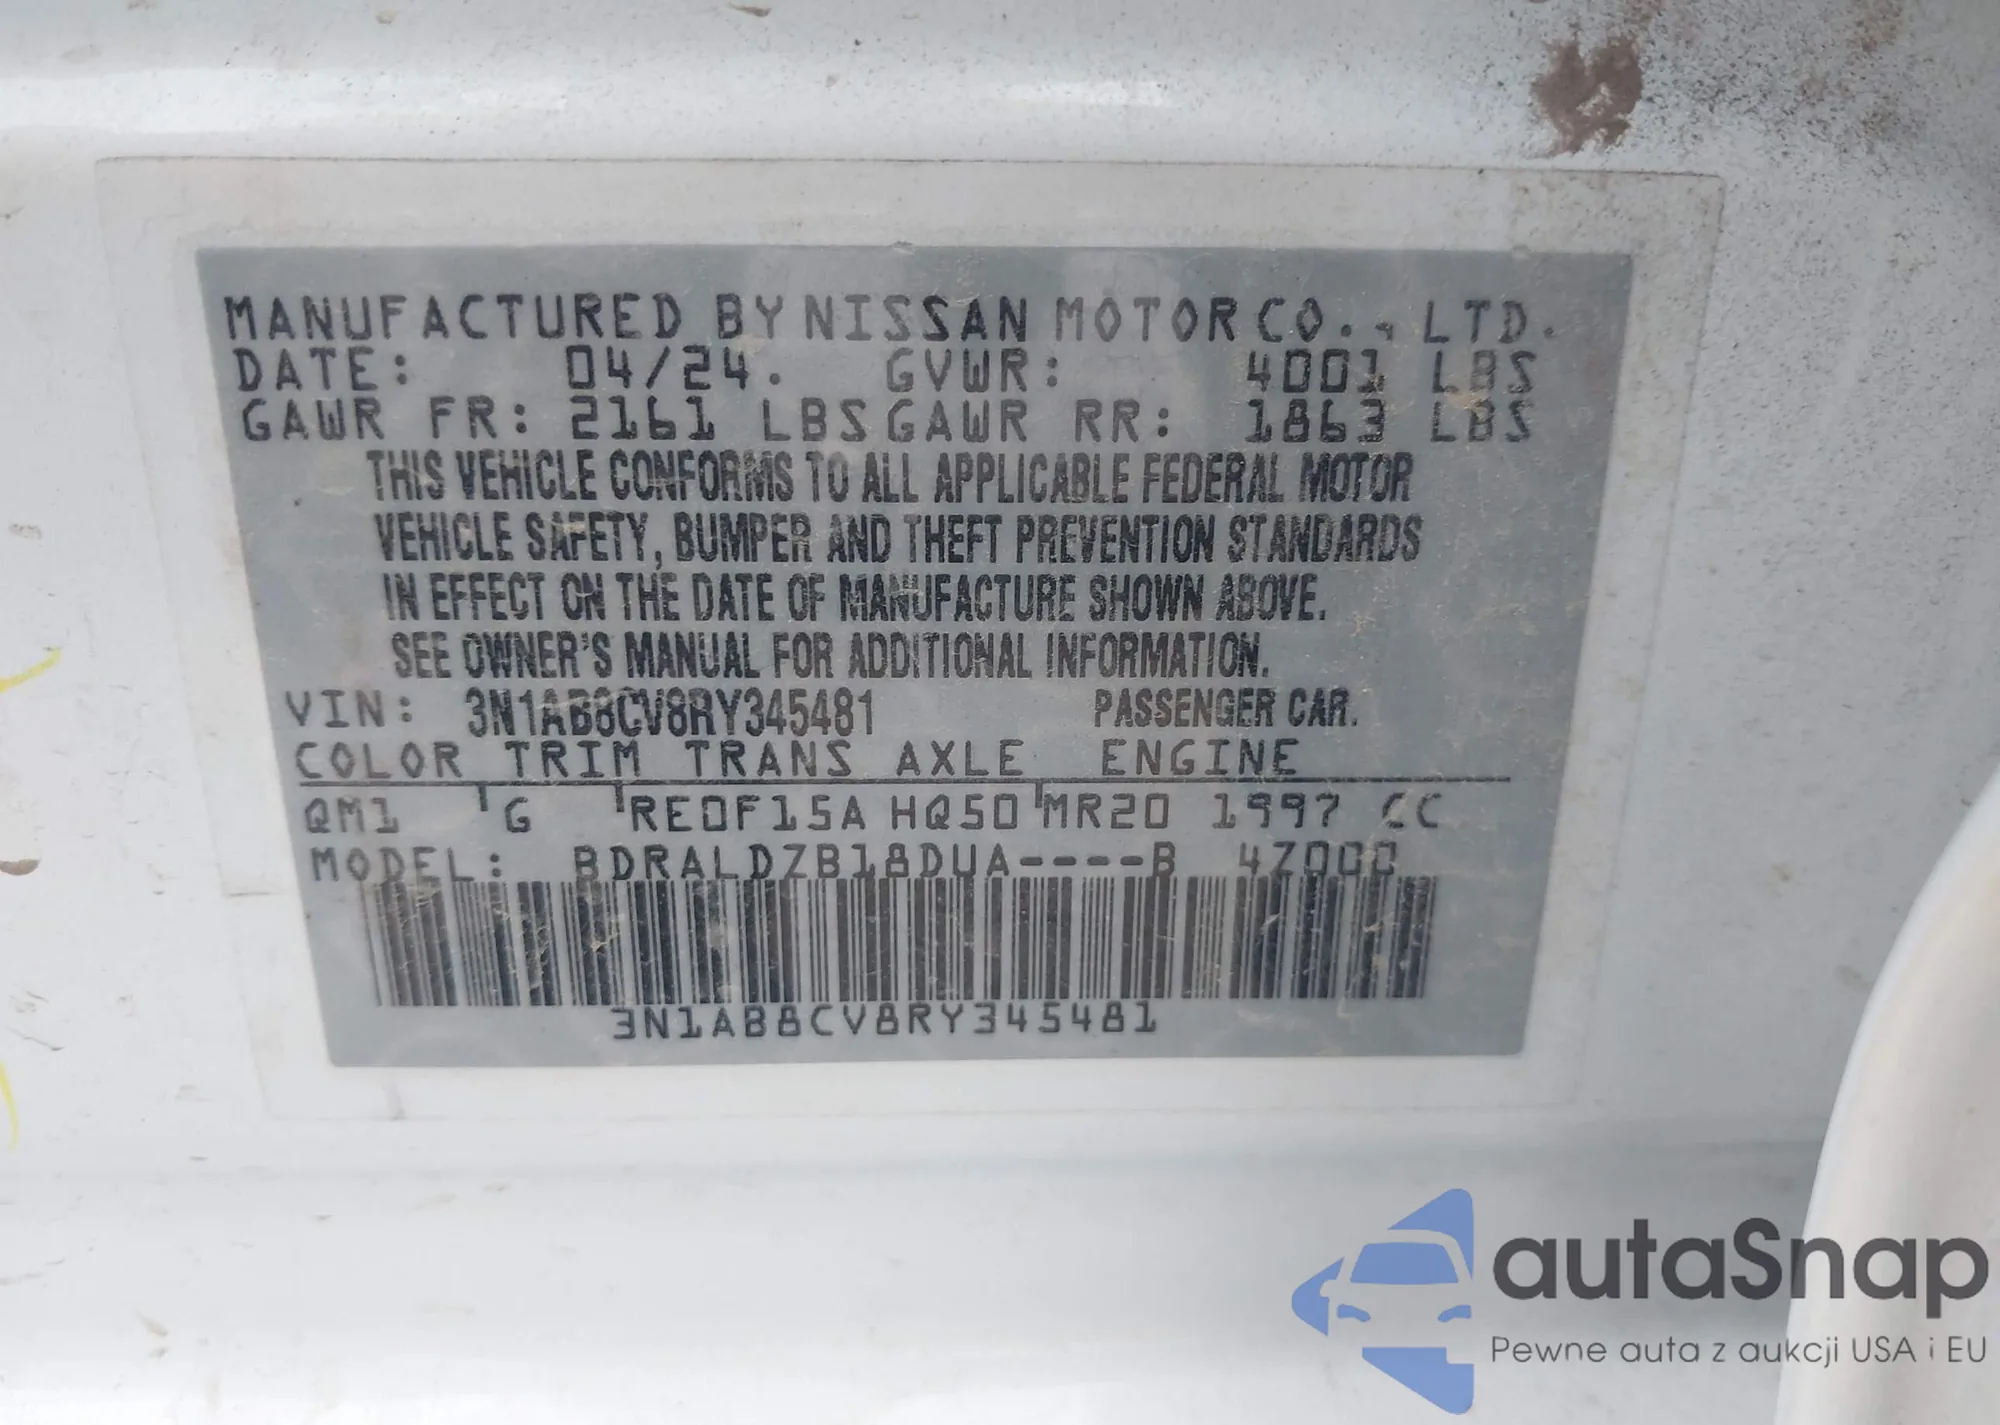 MANUFACTURED BY NISSAN MOTOR CO., LTD.
DATE: 04/24. GVWR: 4001 LBS
GAWR FR: 2161 LBS GAWR RR: 1863 LBS
THIS VEHICLE CONFORMS TO ALL APPLICABLE FEDERAL MOTOR
VEHICLE SAFETY, BUMPER AND THEFT PREVENTION STANDARDS
IN EFFECT ON THE DATE OF MANUFACTURE SHOWN ABOVE.
SEE OWNER'S MANUAL FOR ADDITIONAL INFORMATION.
VIN: 3N1AB8CV8RY345481 PASSENGER CAR.
COLOR TRIM TRANS AXLE ENGINE
QM1 G RE0F15A HQ50 MR20 1997 CC
MODEL: BDRALDZB18DUA----B 4Z000
3N1AB8CV8RY345481
autaSnap
Pewne auta z aukcji USA i EU